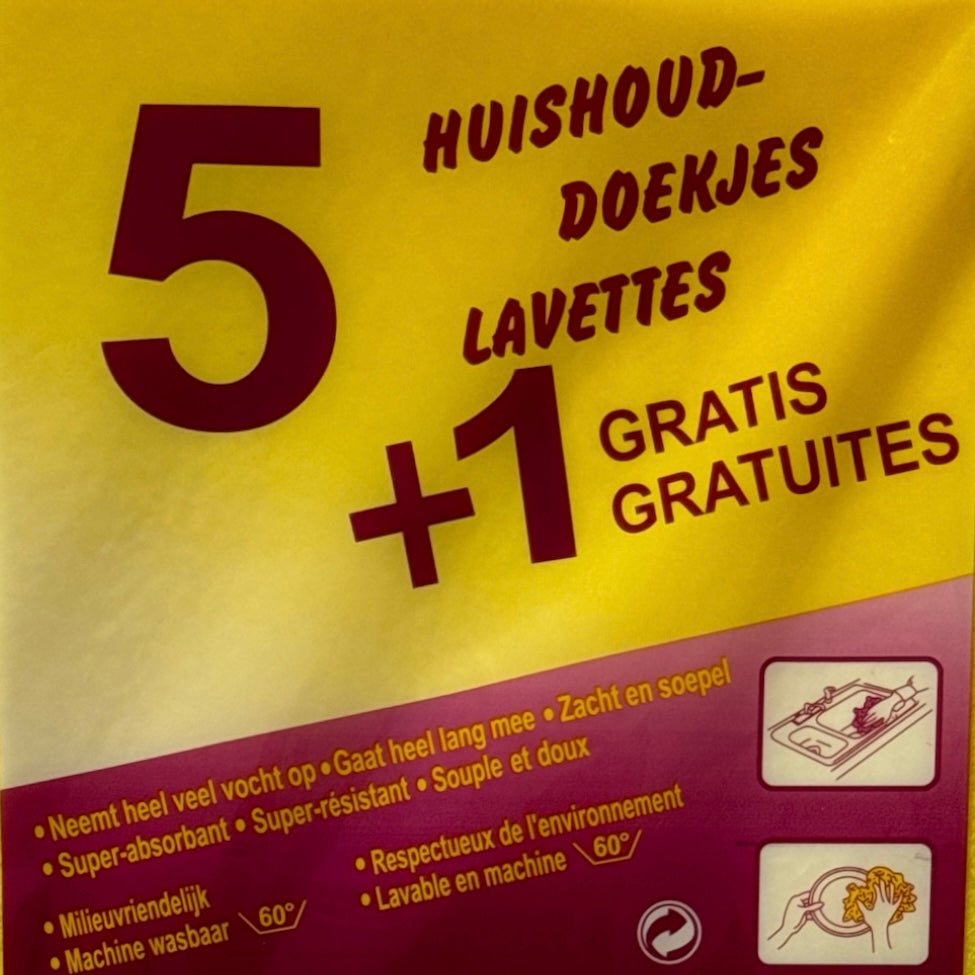 5 HUISHOUD-
DOEKJES
LAVETTES
+1 GRATIS
GRATUITES
• Neemt heel veel vocht op • Gaat heel lang mee • Zacht en soepel
• Super-absorbant • Super-résistant • Souple et doux
• Milieuvriendelijk
• Machine wasbaar 60°
• Respectueux de l'environnement
• Lavable en machine 60°